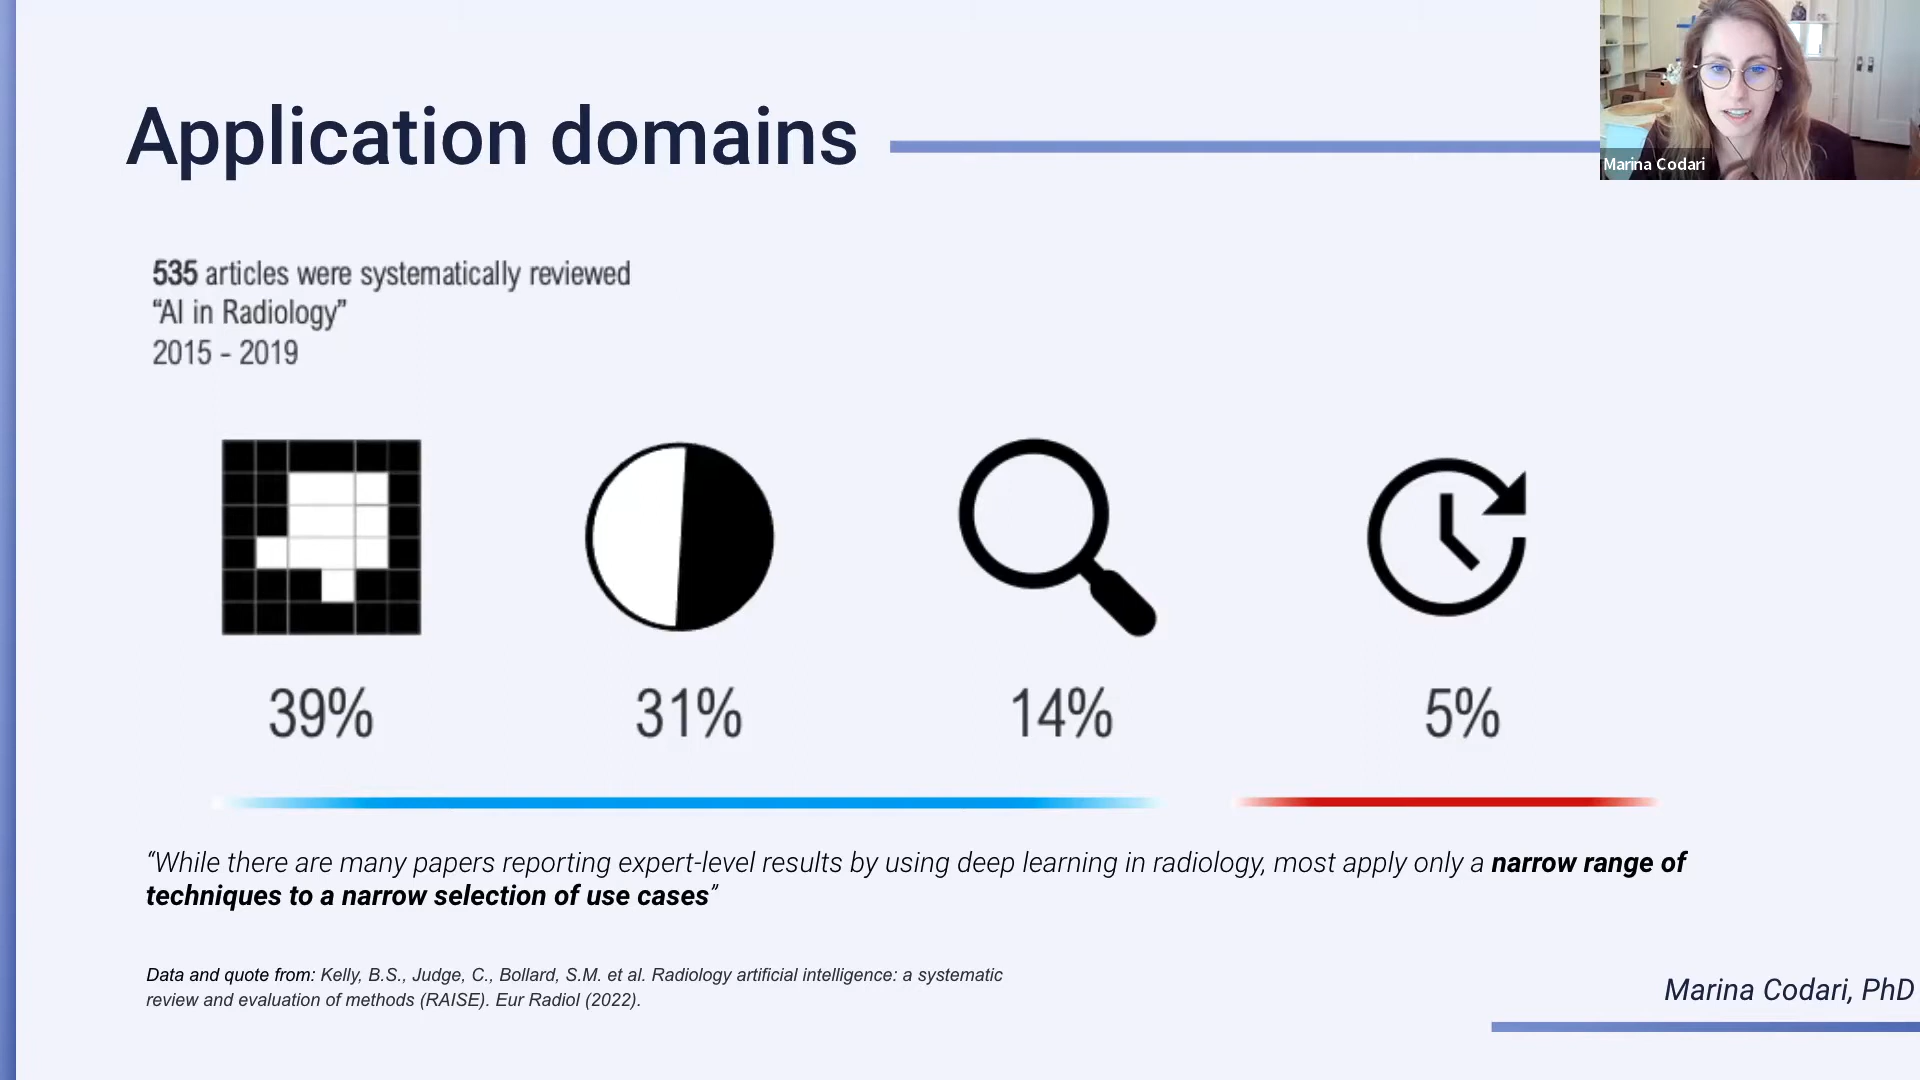 Application domains
Marina Codari
535 articles were systematically reviewed
“AI in Radiology”
2015 - 2019
39%
31%
14%
5%
“While there are many papers reporting expert-level results by using deep learning in radiology, most apply only a narrow range of
techniques to a narrow selection of use cases”
Data and quote from: Kelly, B.S., Judge, C., Bollard, S.M. et al. Radiology artificial intelligence: a systematic
review and evaluation of methods (RAISE). Eur Radiol (2022).
Marina Codari, PhD